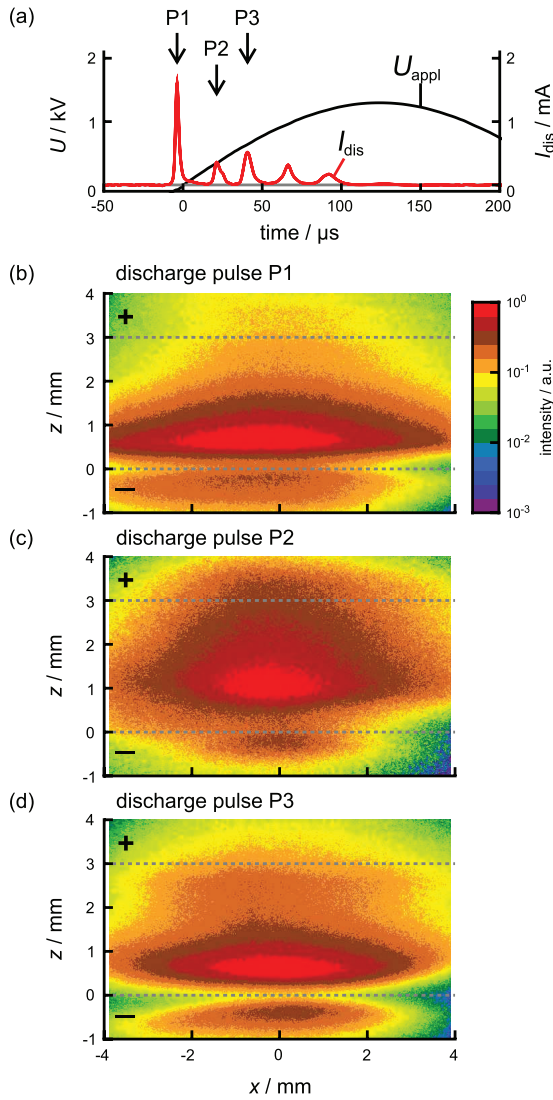 (a)
P1
P2
P3
2
1
0
U / kV
U_appl
I_dis
2
1
0
I_dis / mA
-50
0
50
100
150
200
time / µs
(b)
discharge pulse P1
4
3
2
1
0
-1
z / mm
+
−
10^0
10^-1
10^-2
10^-3
intensity / a.u.
(c)
discharge pulse P2
4
3
2
1
0
-1
z / mm
+
−
(d)
discharge pulse P3
4
3
2
1
0
-1
z / mm
+
−
-4
-2
0
2
4
x / mm